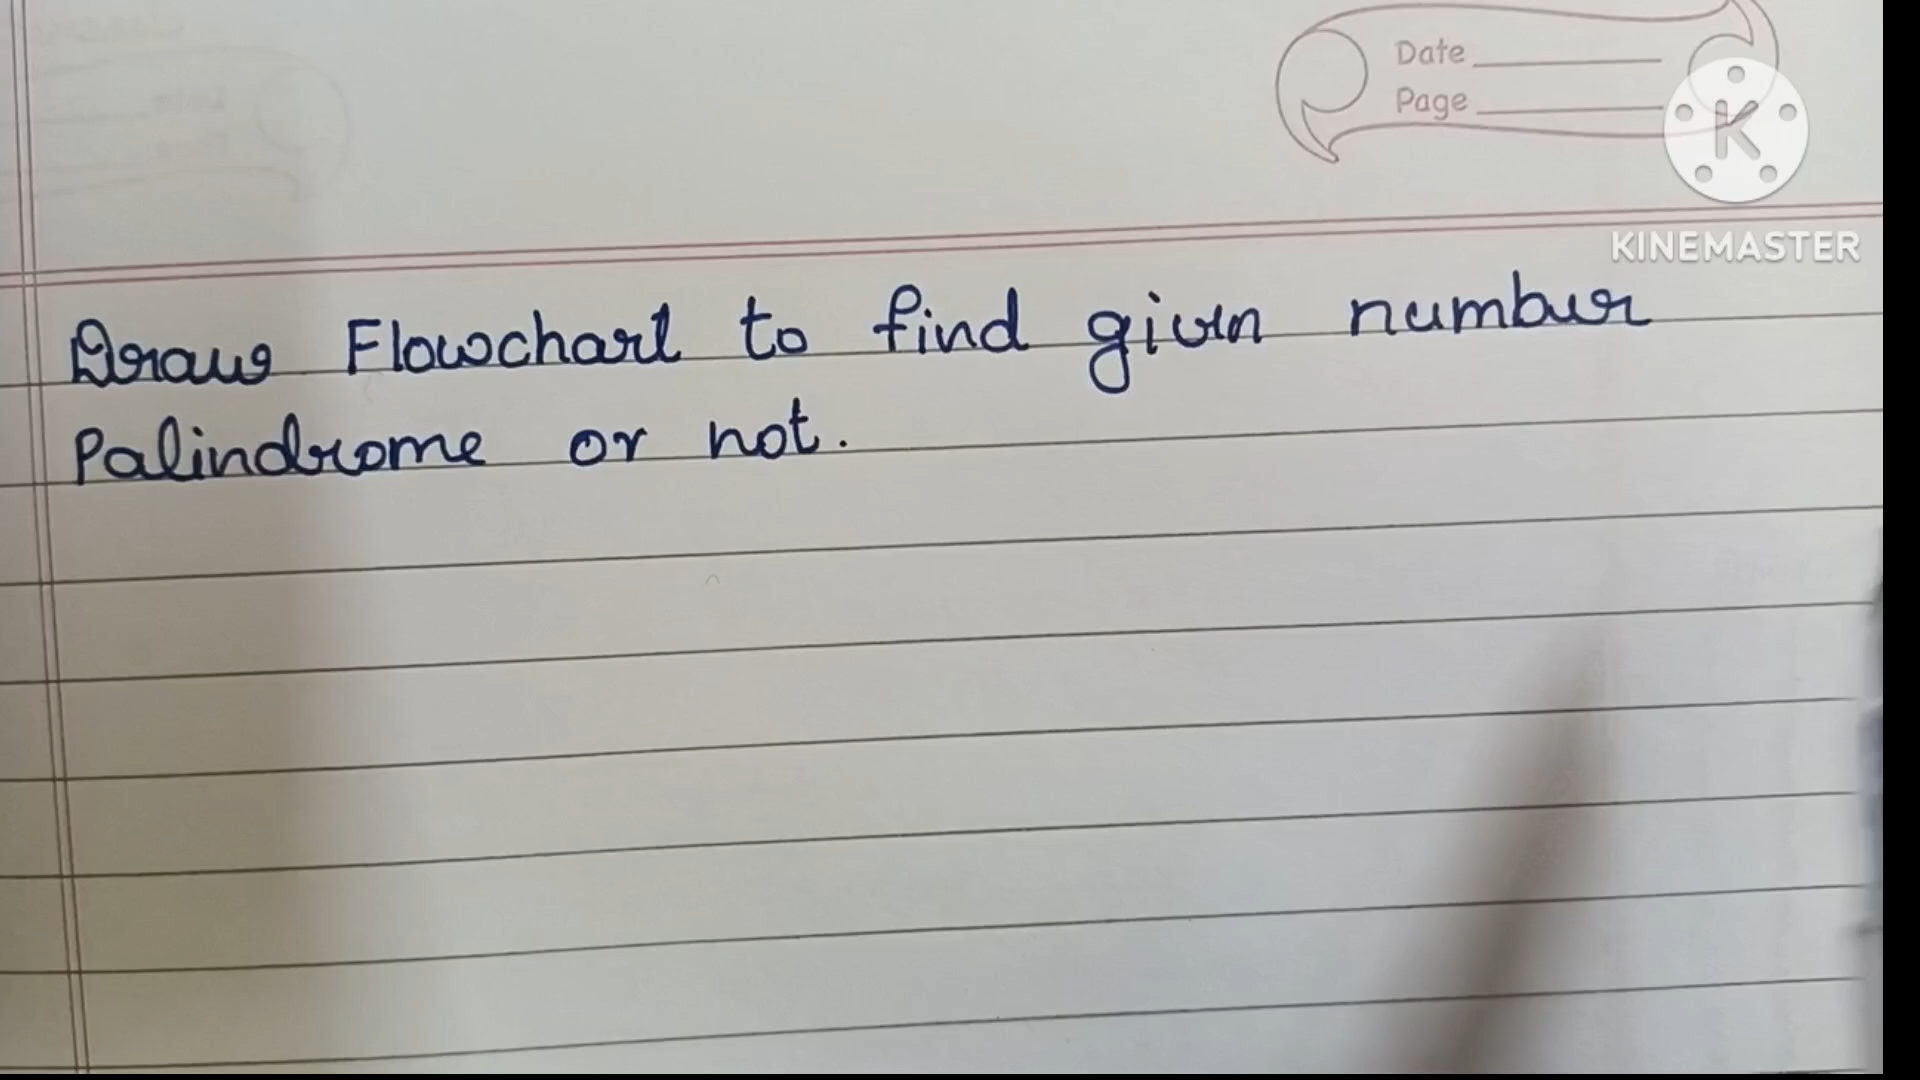 Date
Page
K
KINEMASTER
Draw Flowchart to find given number
Palindrome or not.